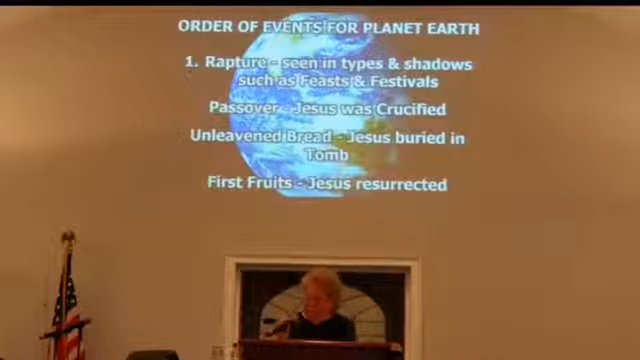 ORDER OF EVENTS FOR PLANET EARTH
1. Rapture - seen in types & shadows
such as Feasts & Festivals
Passover - Jesus was Crucified
Unleavened Bread - Jesus buried in
Tomb
First Fruits - Jesus resurrected